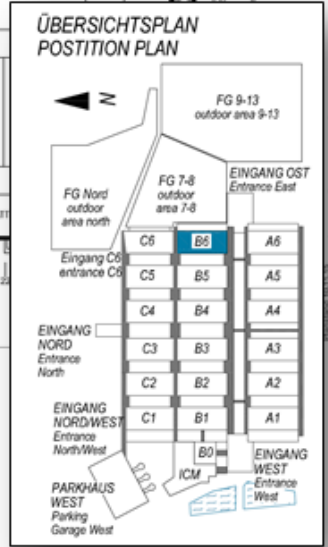 ÜBERSICHTSPLAN
POSTITION PLAN
N
FG 9-13
outdoor area 9-13
FG Nord
outdoor
area north
FG 7-8
outdoor
area 7-8
EINGANG OST
Entrance East
Eingang C6
entrance C6
C6 B6 A6
C5 B5 A5
C4 B4 A4
EINGANG
NORD
Entrance
North
C3 B3 A3
C2 B2 A2
EINGANG
NORD/WEST
Entrance
North/West
C1 B1 A1
B0
ICM
EINGANG
WEST
Entrance
West
PARKHAUS
WEST
Parking
Garage West